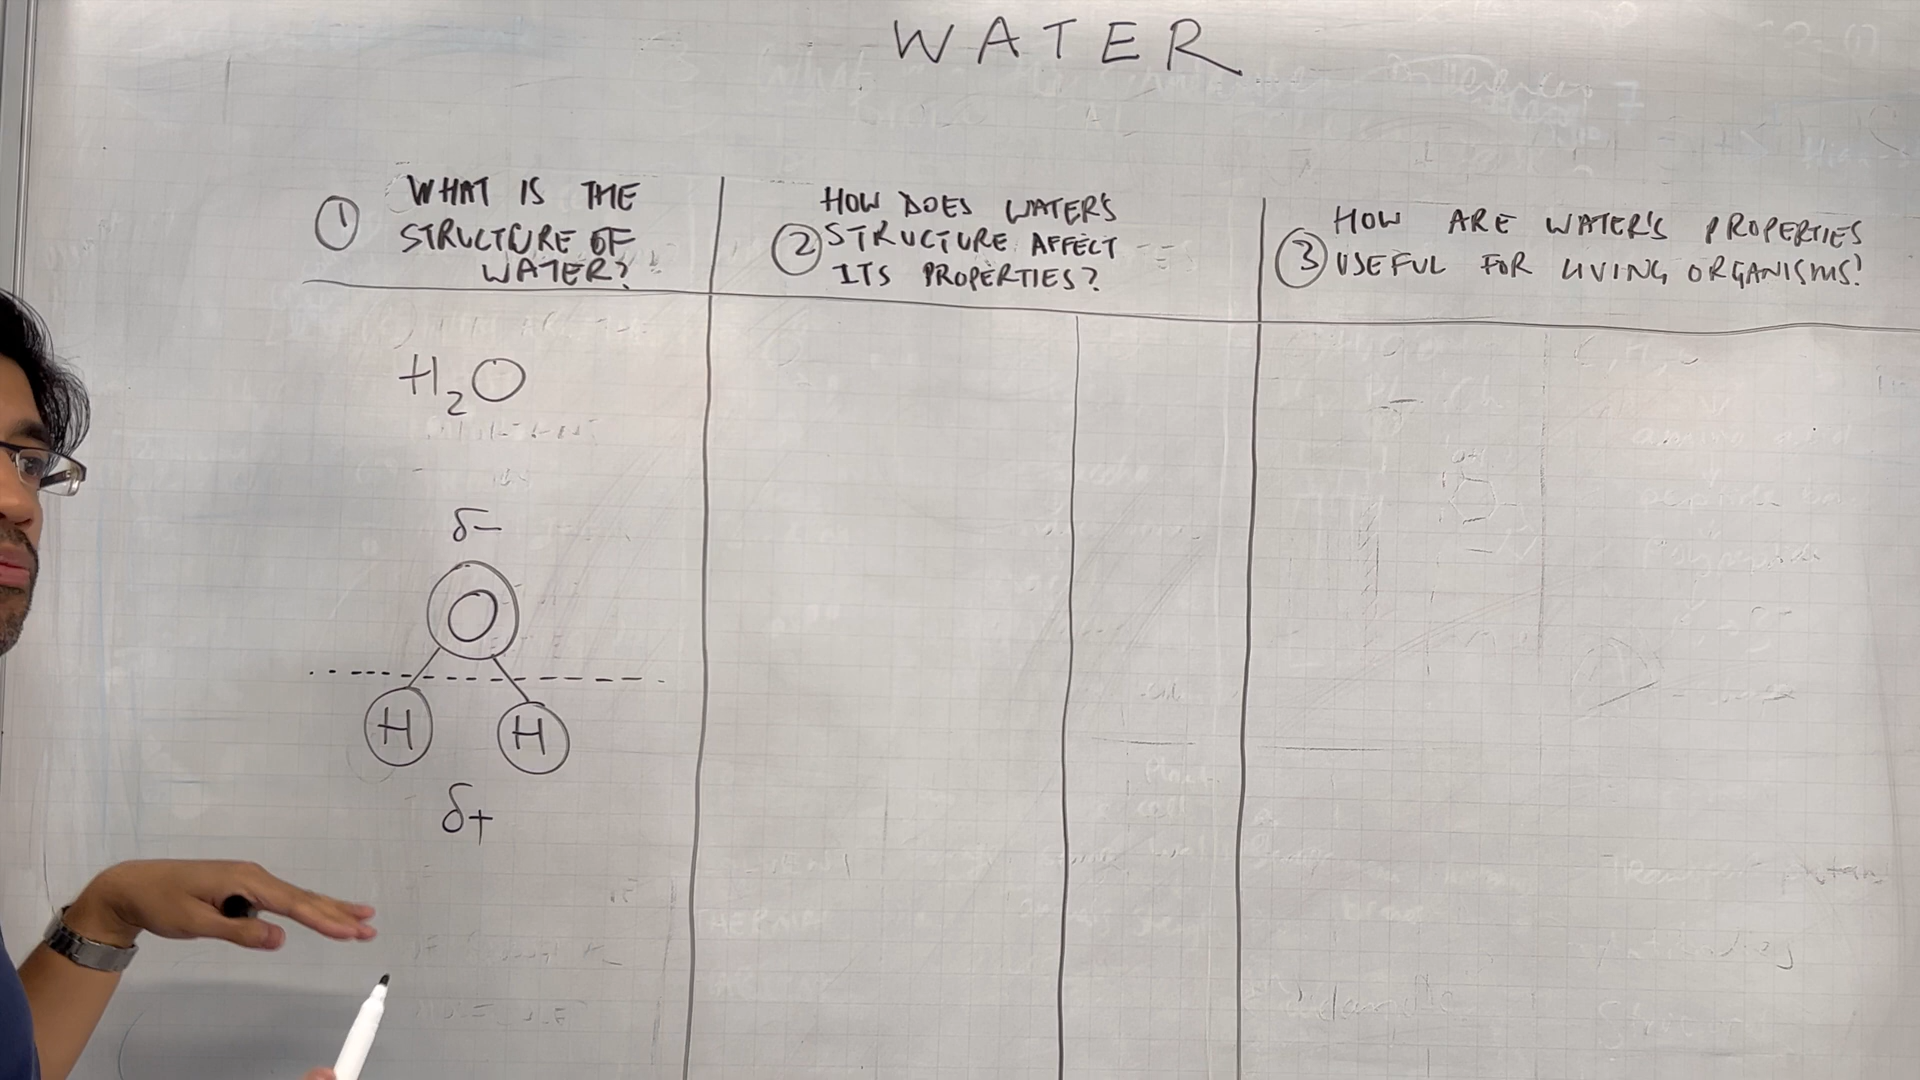 WATER
① WHAT IS THE
STRUCTURE OF
WATER?
② HOW DOES WATER'S
STRUCTURE AFFECT
ITS PROPERTIES?
③ HOW ARE WATER'S PROPERTIES
USEFUL FOR LIVING ORGANISMS?
H₂O
δ-
O
H H
δ+